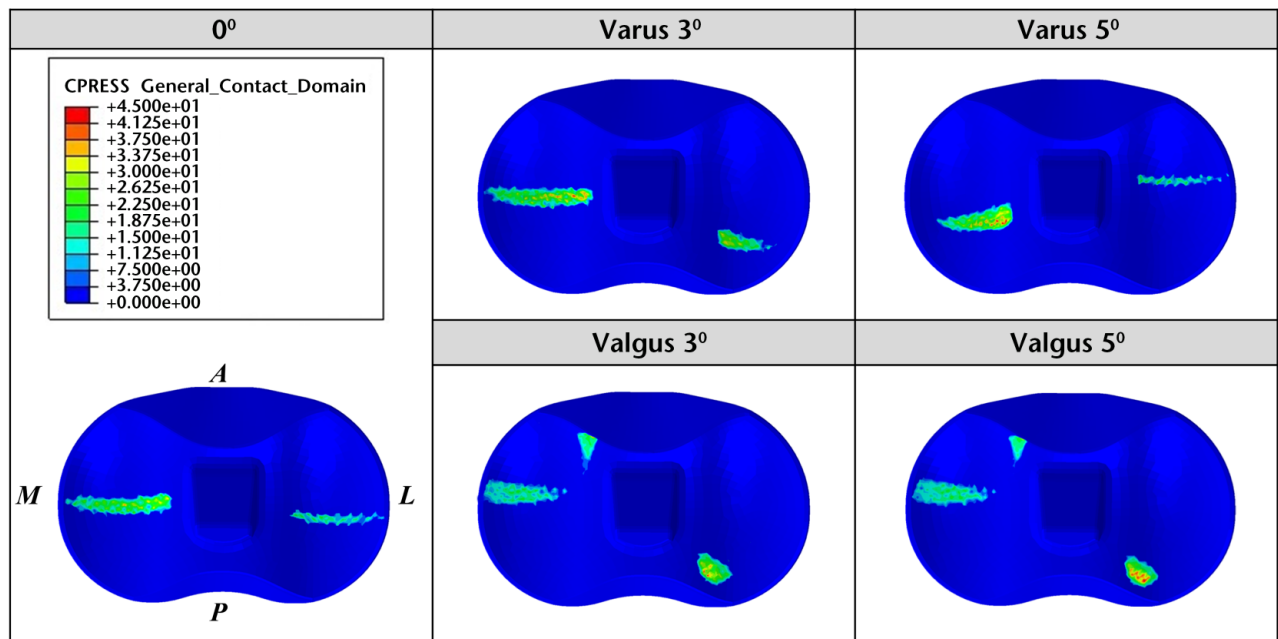 0⁰
Varus 3⁰
Varus 5⁰
CPRESS General_Contact_Domain
+4.500e+01
+4.125e+01
+3.750e+01
+3.375e+01
+3.000e+01
+2.625e+01
+2.250e+01
+1.875e+01
+1.500e+01
+1.125e+01
+7.500e+00
+3.750e+00
+0.000e+00
Valgus 3⁰
Valgus 5⁰
A
M
L
P